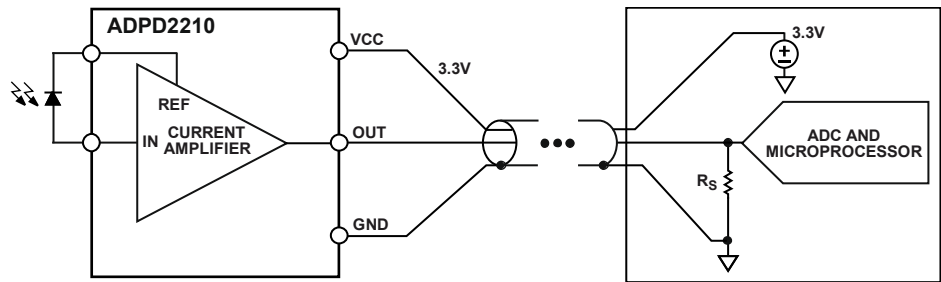 ADPD2210
VCC
3.3V
3.3V
REF
IN
CURRENT
AMPLIFIER
OUT
ADC AND
MICROPROCESSOR
RS
GND